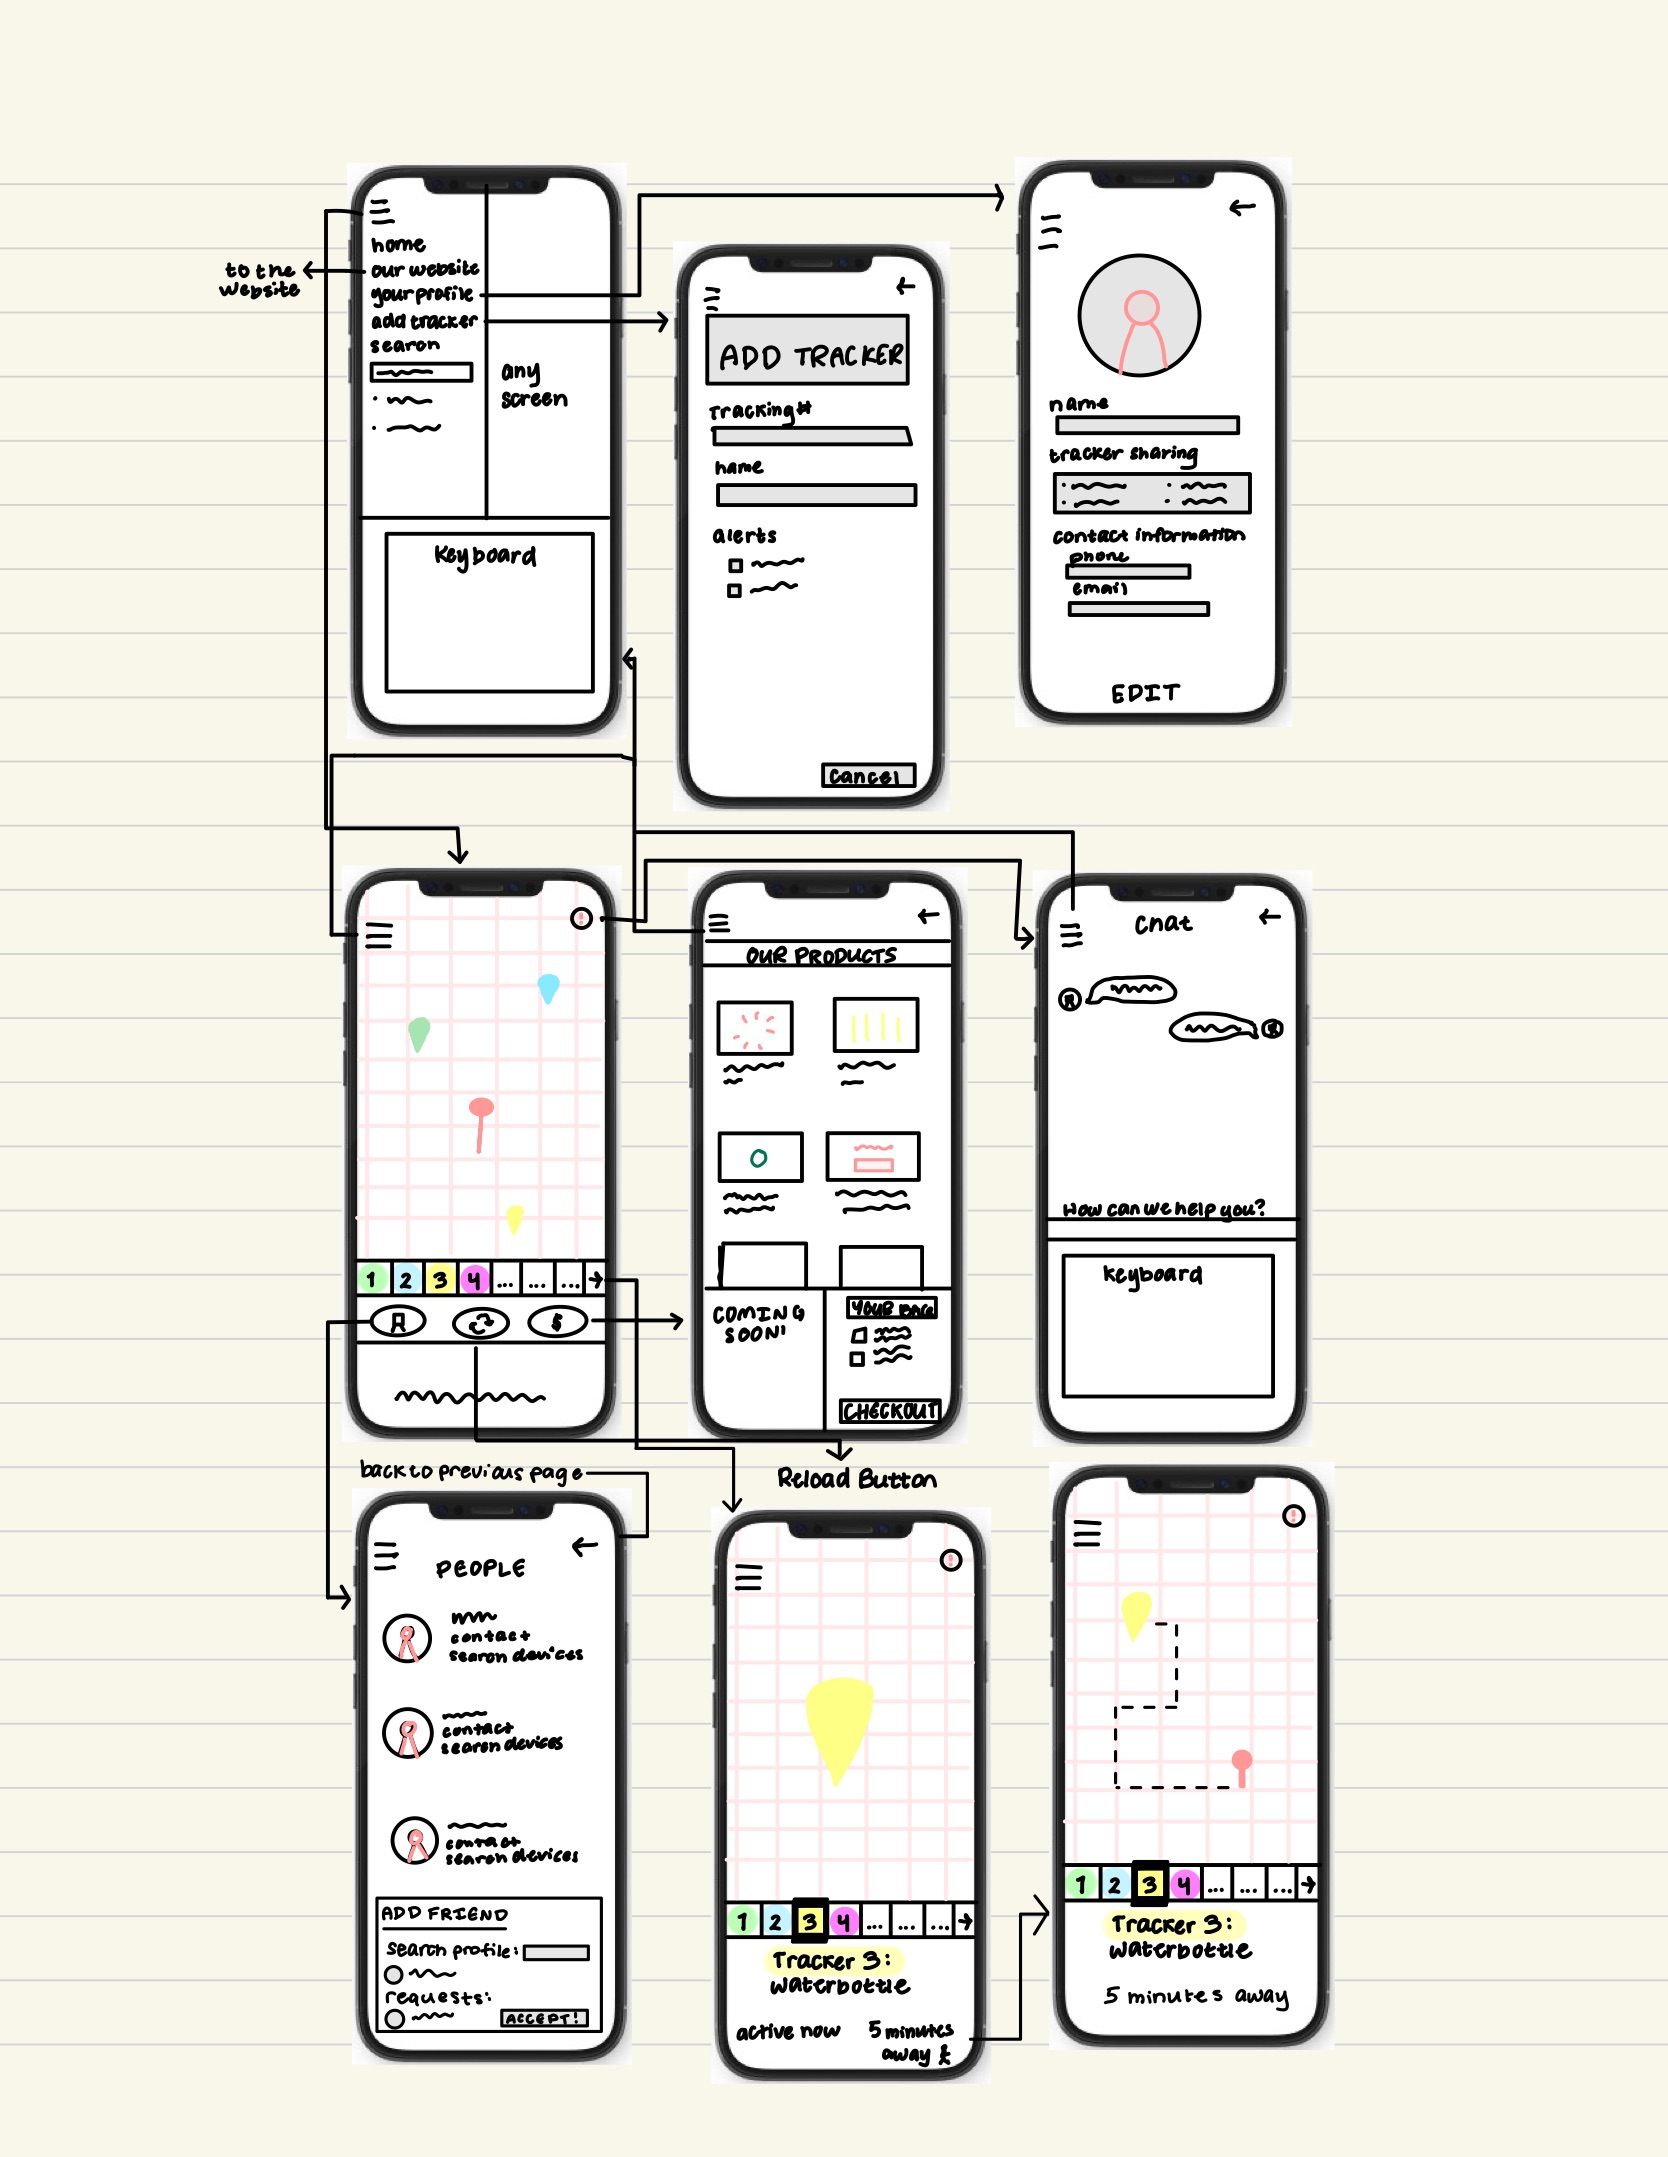 home
our website
your profile
add tracker
search
any
screen
Keyboard
to the
website
ADD TRACKER
Tracking #
name
alerts
Cancel
name
tracker sharing
contact information
phone
email
EDIT
1 2 3 4 ... ... ...
$
OUR PRODUCTS
COMING
SOON!
YOUR BAG
CHECKOUT
Chat
How can we help you?
keyboard
back to previous page
Reload Button
PEOPLE
contact
search devices
contact
search devices
contact
search devices
ADD FRIEND
search profile:
requests:
ACCEPT!
1 2 3 4 ... ... ...
Tracker 3:
waterbottle
active now
5 minutes
away
1 2 3 4 ... ... ...
Tracker 3:
waterbottle
5 minutes away